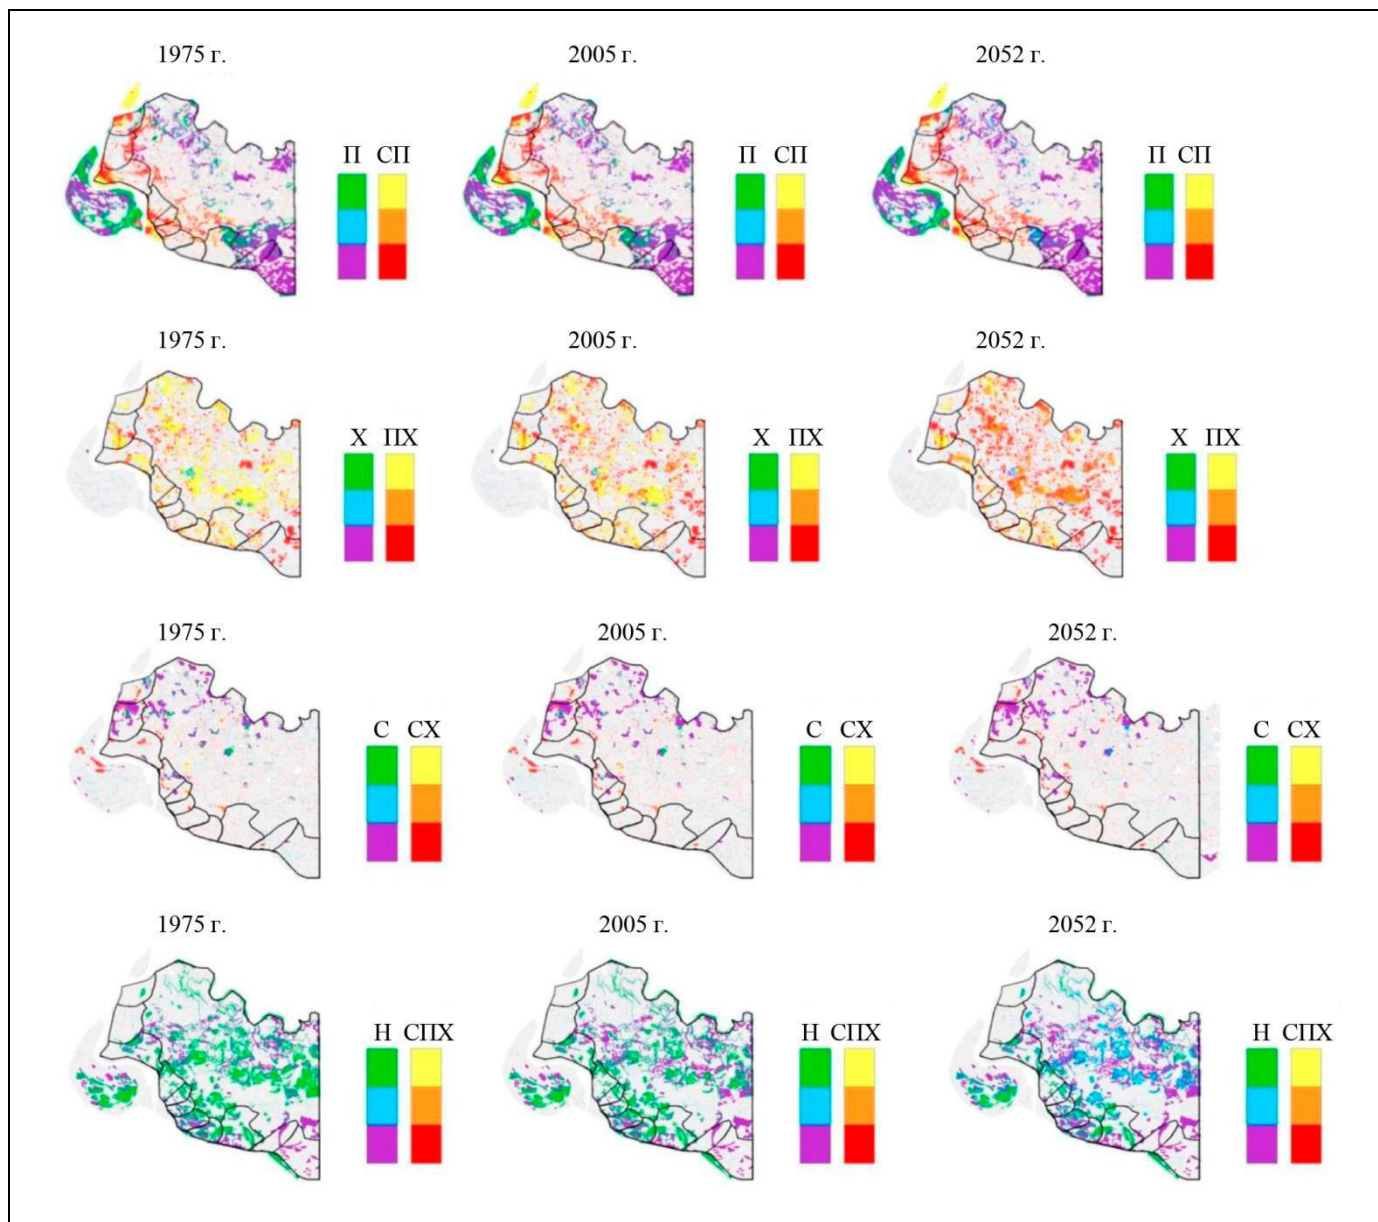 1975 г. 2005 г. 2052 г.
П СП П СП П СП
1975 г. 2005 г. 2052 г.
Х ПХ Х ПХ Х ПХ
1975 г. 2005 г. 2052 г.
С СХ С СХ С СХ
1975 г. 2005 г. 2052 г.
Н СПХ Н СПХ Н СПХ